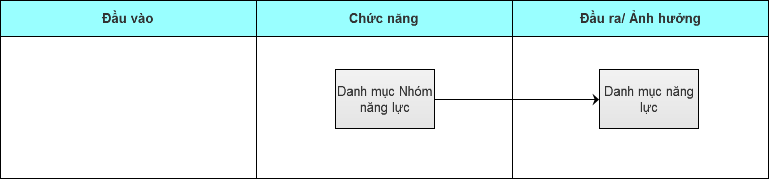 Đầu vào
Chức năng
Đầu ra/ Ảnh hưởng
Danh mục Nhóm
năng lực
Danh mục năng
lực